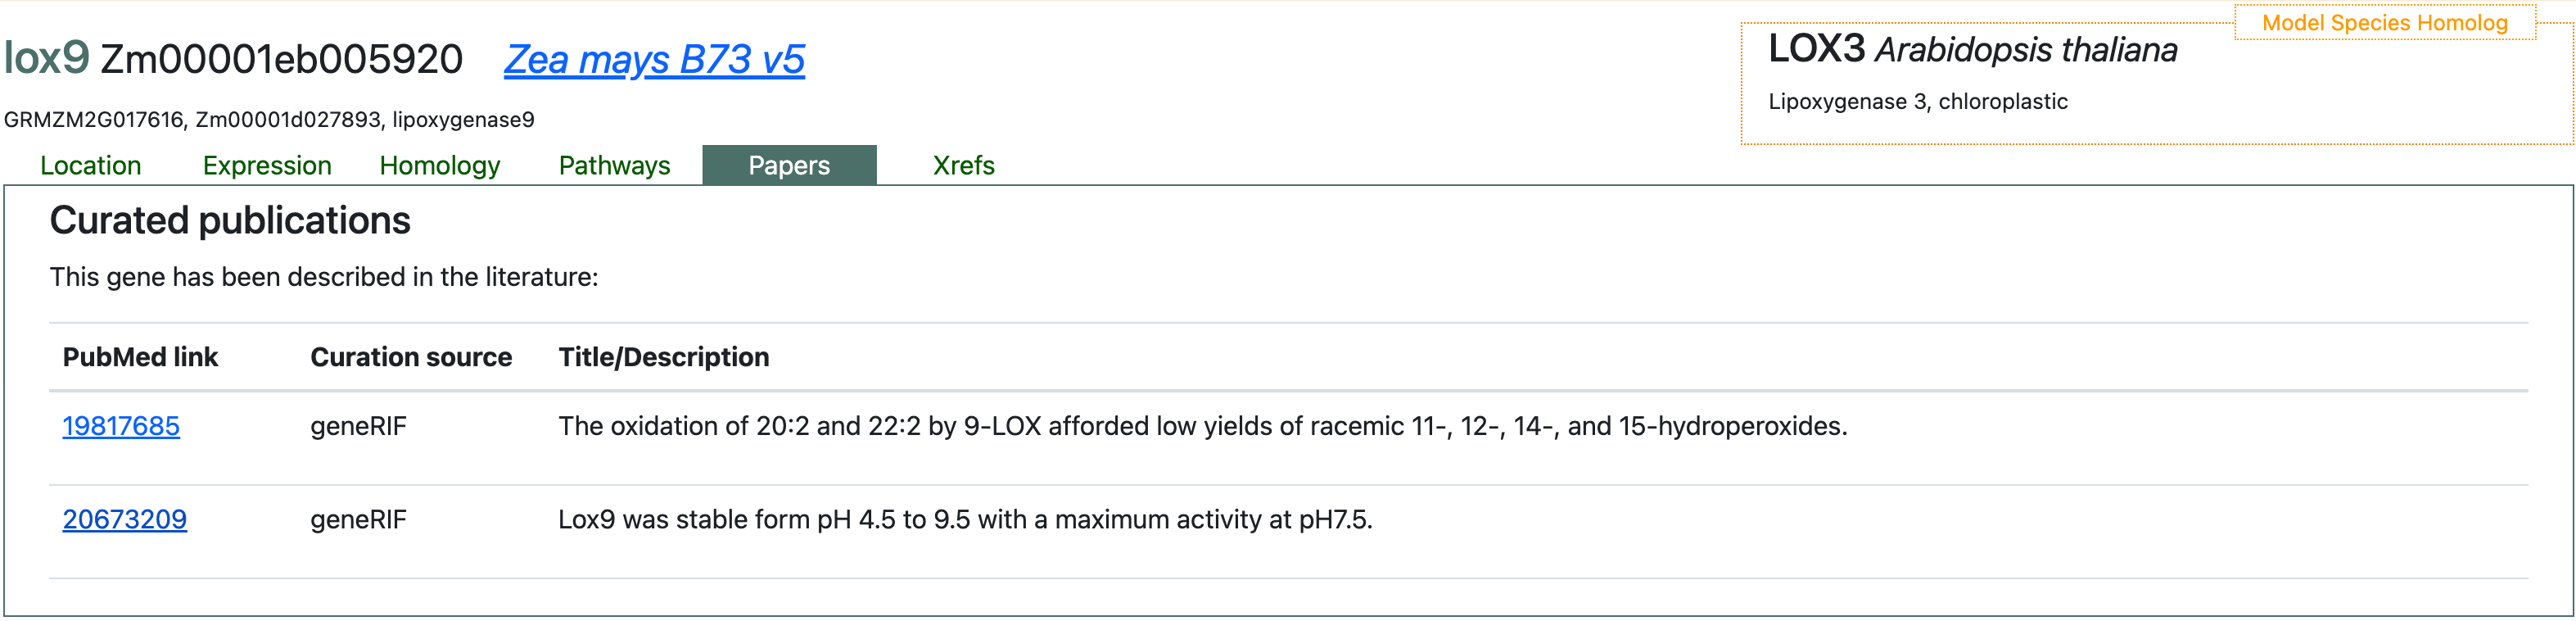 lox9 Zm00001eb005920 Zea mays B73 v5
GRMZM2G017616, Zm00001d027893, lipoxygenase9
Model Species Homolog
LOX3 Arabidopsis thaliana
Lipoxygenase 3, chloroplastic
Location Expression Homology Pathways Papers Xrefs
Curated publications
This gene has been described in the literature:
PubMed link Curation source Title/Description
19817685 geneRIF The oxidation of 20:2 and 22:2 by 9-LOX afforded low yields of racemic 11-, 12-, 14-, and 15-hydroperoxides.
20673209 geneRIF Lox9 was stable form pH 4.5 to 9.5 with a maximum activity at pH7.5.